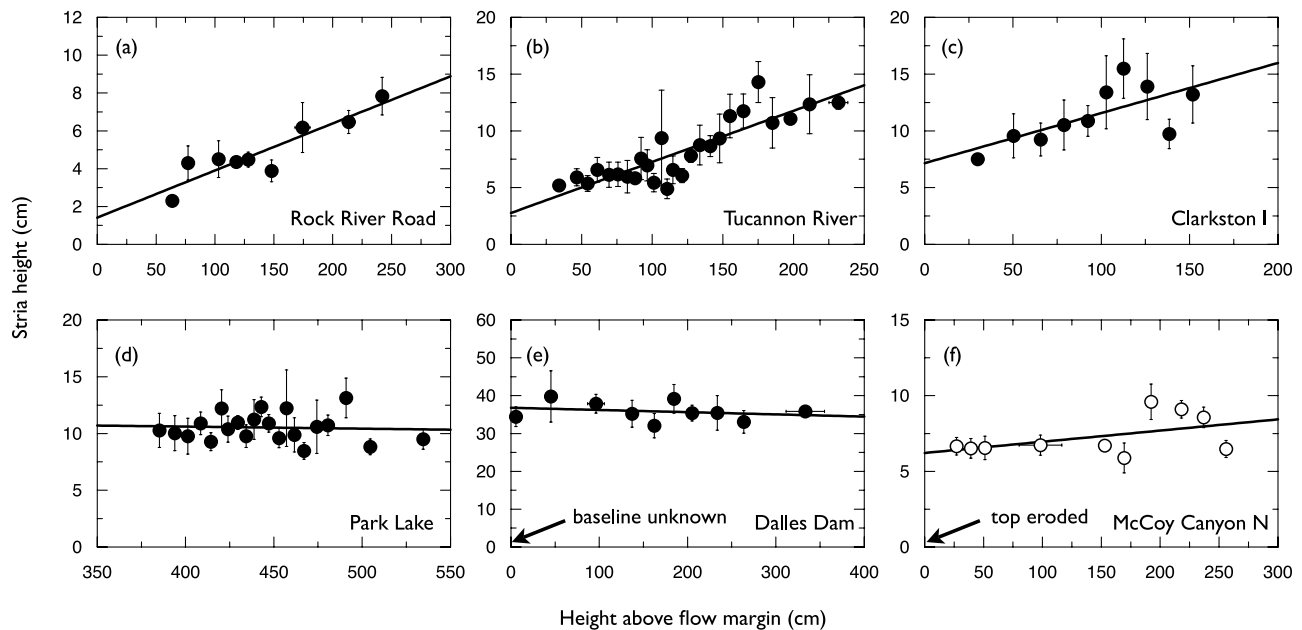 12
10
8
6
4
2
0
(a)
Rock River Road
0 50 100 150 200 250 300
20
15
10
5
0
(b)
Tucannon River
0 50 100 150 200 250
20
15
10
5
0
(c)
Clarkston I
0 50 100 150 200
Stria height (cm)
20
15
10
5
0
(d)
Park Lake
350 400 450 500 550
60
50
40
30
20
10
0
(e)
baseline unknown Dalles Dam
0 100 200 300 400
15
10
5
0
(f)
top eroded McCoy Canyon N
0 50 100 150 200 250 300
Height above flow margin (cm)